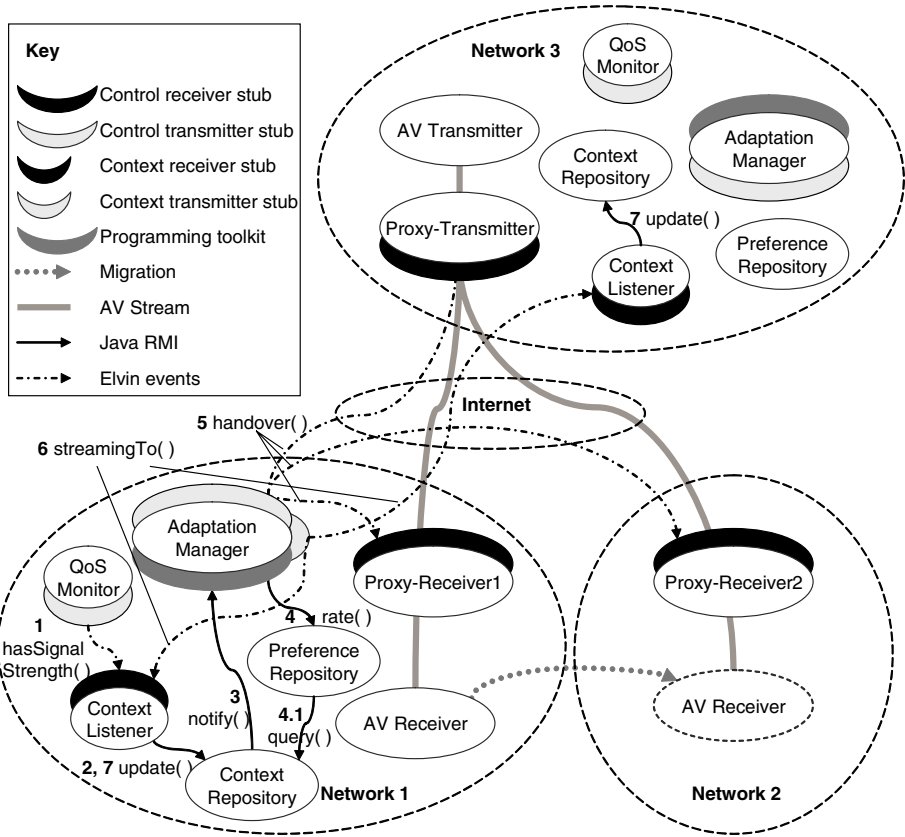 Key
Control receiver stub
Control transmitter stub
Context receiver stub
Context transmitter stub
Programming toolkit
Migration
AV Stream
Java RMI
Elvin events
Network 3
QoS
Monitor
AV Transmitter
Adaptation
Manager
Context
Repository
Proxy-Transmitter
7 update( )
Preference
Repository
Context
Listener
Internet
5 handover( )
6 streamingTo( )
Adaptation
Manager
QoS
Monitor
Proxy-Receiver1
Proxy-Receiver2
1
hasSignal
Strength( )
4 rate( )
Preference
Repository
Context
Listener
3
notify( )
4.1
query( )
AV Receiver
AV Receiver
2, 7 update( )
Context
Repository
Network 1
Network 2